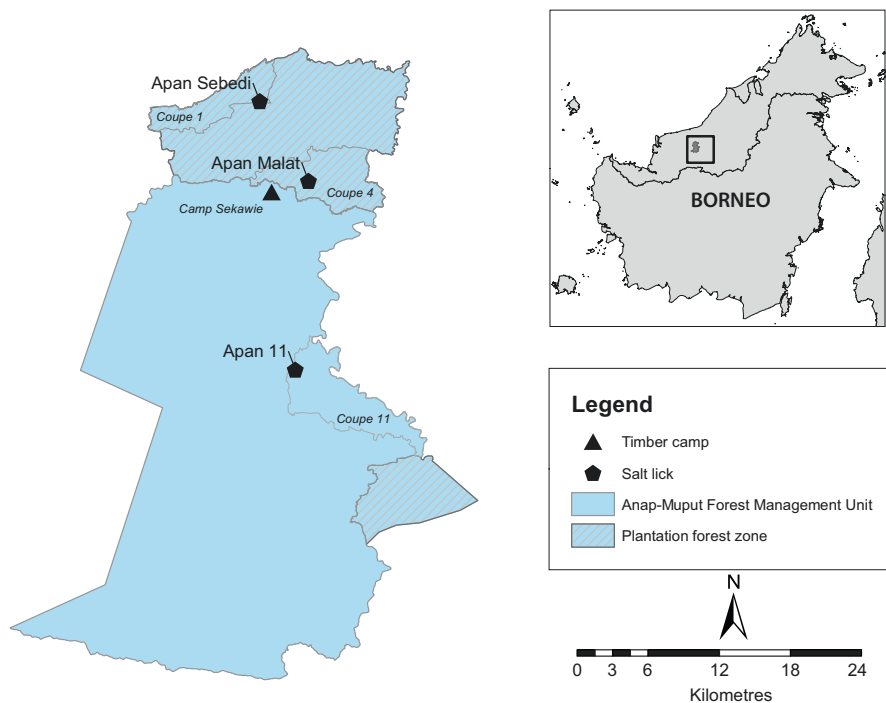 Apan Sebedi
Coupe 1
Apan Malat
Coupe 4
Camp Sekawie
Apan 11
Coupe 11
BORNEO
Legend
Timber camp
Salt lick
Anap-Muput Forest Management Unit
Plantation forest zone
N
0 3 6 12 18 24
Kilometres